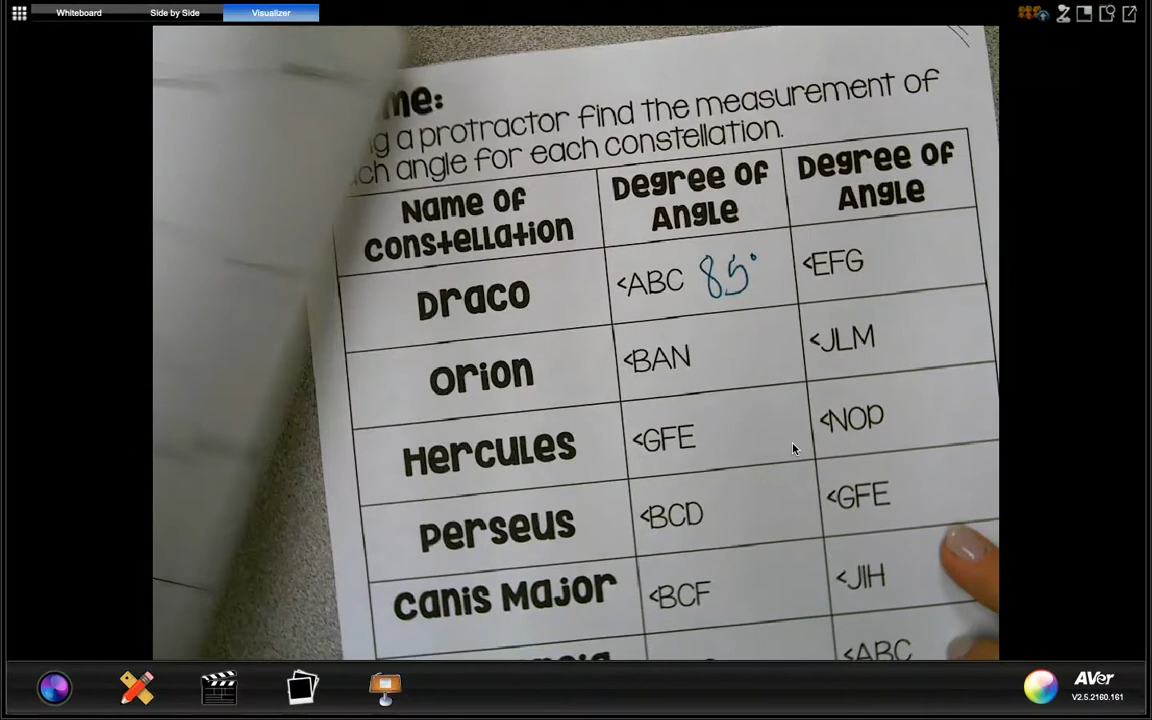 Whiteboard Side by Side Visualizer
me:
g a protractor find the measurement of
ch angle for each constellation.
Name of Constellation Degree of Angle Degree of Angle
Draco <ABC 85° <EFG
Orion <BAN <JLM
Hercules <GFE <NOP
Perseus <BCD <GFE
Canis Major <BCF <JIH
<ABC
AVer
V2.5.2160.161